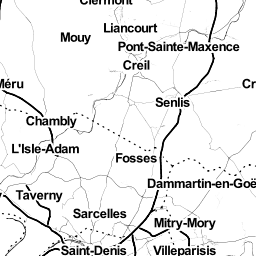 Clermont
Liancourt
Mouy
Pont-Sainte-Maxence
Creil
Méru
Senlis
Chambly
L'Isle-Adam
Fosses
Dammartin-en-Goë
Taverny
Sarcelles
Mitry-Mory
Saint-Denis
Villeparisis